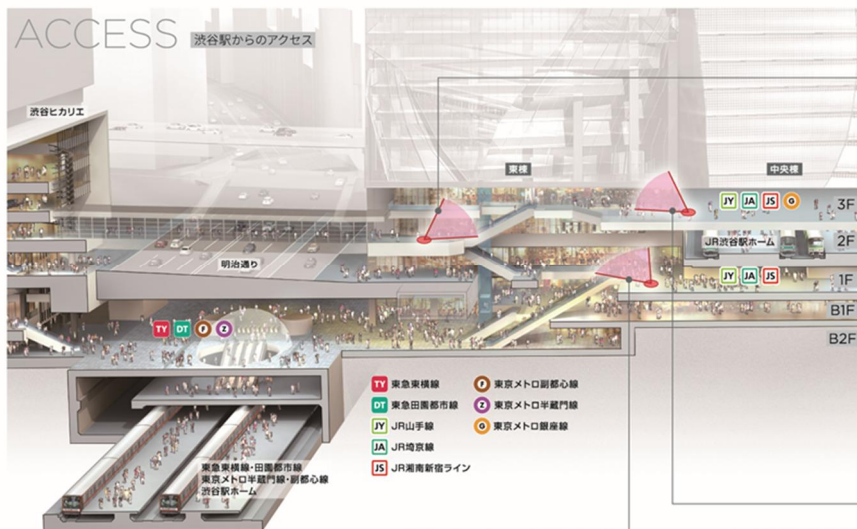 ACCESS 渋谷駅からのアクセス
渋谷ヒカリエ
東棟
中央棟
JY JA JS G 3F
JR渋谷駅ホーム 2F
明治通り
JY JA JS 1F
B1F
TY DT F Z
B2F
TY 東急東横線
F 東京メトロ副都心線
DT 東急田園都市線
Z 東京メトロ半蔵門線
JY JR山手線
G 東京メトロ銀座線
JA JR埼京線
JS JR湘南新宿ライン
東急東横線・田園都市線
東京メトロ半蔵門線・副都心線
渋谷駅ホーム